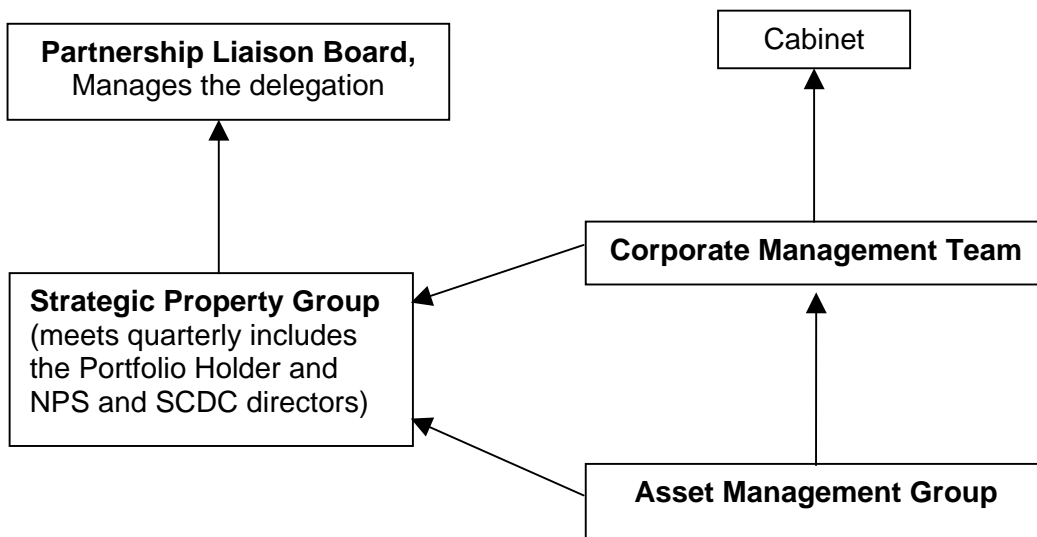 Partnership Liaison Board,
Manages the delegation
Cabinet
Corporate Management Team
Strategic Property Group
(meets quarterly includes
the Portfolio Holder and
NPS and SCDC directors)
Asset Management Group